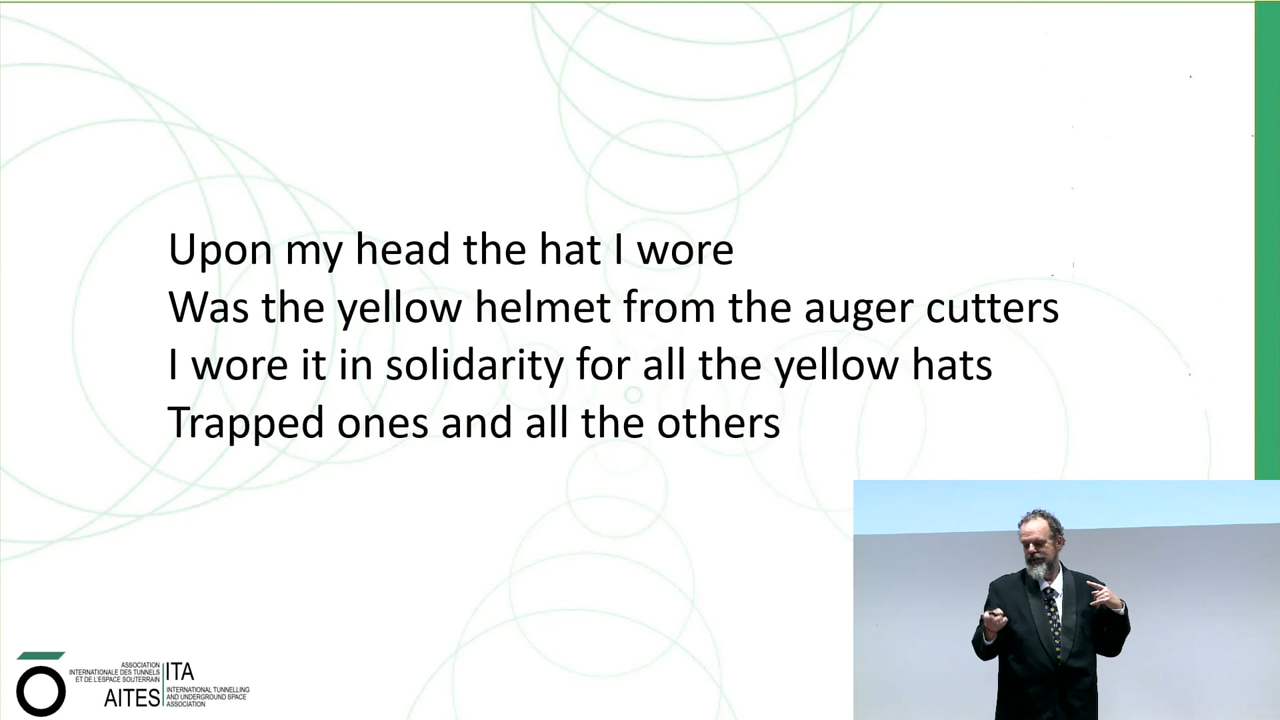 Upon my head the hat I wore
Was the yellow helmet from the auger cutters
I wore it in solidarity for all the yellow hats
Trapped ones and all the others
ASSOCIATION
INTERNATIONALE DES TUNNELS
ET DE L'ESPACE SOUTERRAIN
AITES
ITA
INTERNATIONAL TUNNELLING
AND UNDERGROUND SPACE
ASSOCIATION